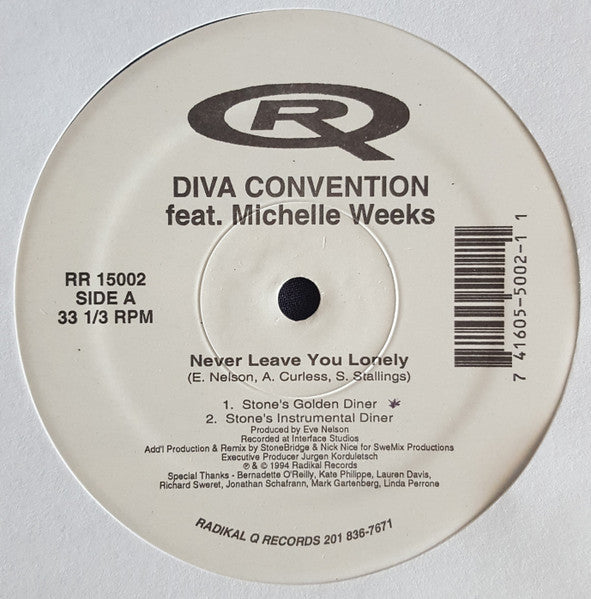 RQ
DIVA CONVENTION
feat. Michelle Weeks
RR 15002
SIDE A
33 1/3 RPM
7 41605-5002-1 1
Never Leave You Lonely
(E. Nelson, A. Curless, S. Stallings)
1. Stone's Golden Diner
2. Stone's Instrumental Diner
Produced by Eve Nelson
Recorded at Interface Studios
Add'l Production & Remix by StoneBridge & Nick Nice for SweMix Productions
Executive Producer Jurgen Korduletsch
℗ & © 1994 Radikal Records
Special Thanks - Bernadette O'Reilly, Kate Philippe, Lauren Davis,
Richard Sweret, Jonathan Schafrann, Mark Gartenberg, Linda Perrone
RADIKAL Q RECORDS 201 836-7671